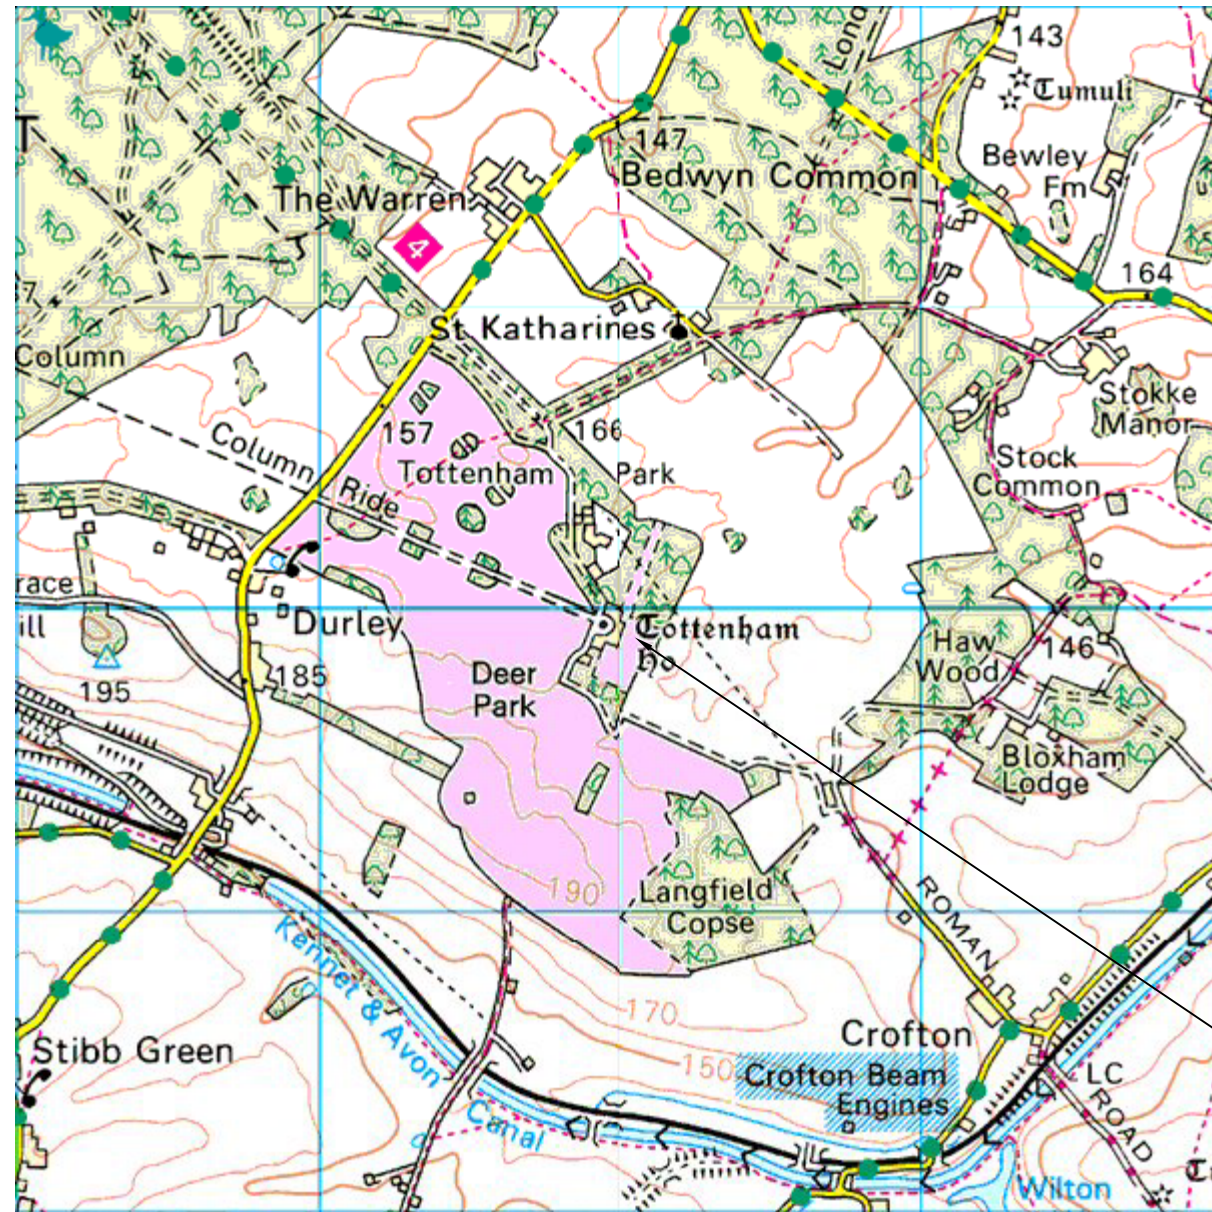 143
Tumuli
Long
T
147
Bewley
Fm
Bedwyn Common
The Warren
4
164
7
St Katharines
Column
Stokke
Manor
157
166
Column
Tottenham
Park
Stock
Common
Ride
race
ill
Durley
Tottenham
Ho
Haw
Wood
146
185
195
Deer
Park
Bloxham
Lodge
190
Langfield
Copse
ROMAN
Kennet & Avon
170
Crofton
Stibb Green
150
Crofton Beam
Engines
LC
ROAD
Canal
Wilton